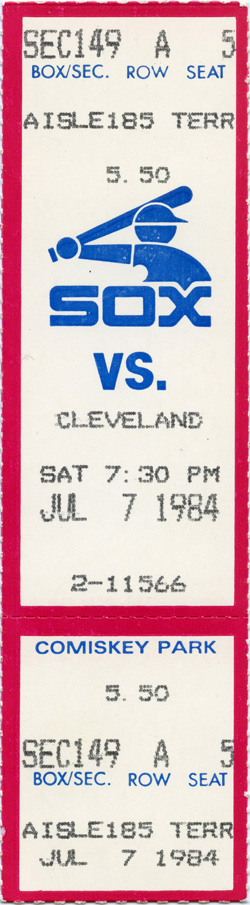 SEC149 A 5
BOX/SEC. ROW SEAT
AISLE185 TERR
5.50
SOX
VS.
CLEVELAND
SAT 7:30 PM
JUL 7 1984
2-11566
COMISKEY PARK
5.50
SEC149 A 5
BOX/SEC. ROW SEAT
AISLE185 TERR
JUL 7 1984